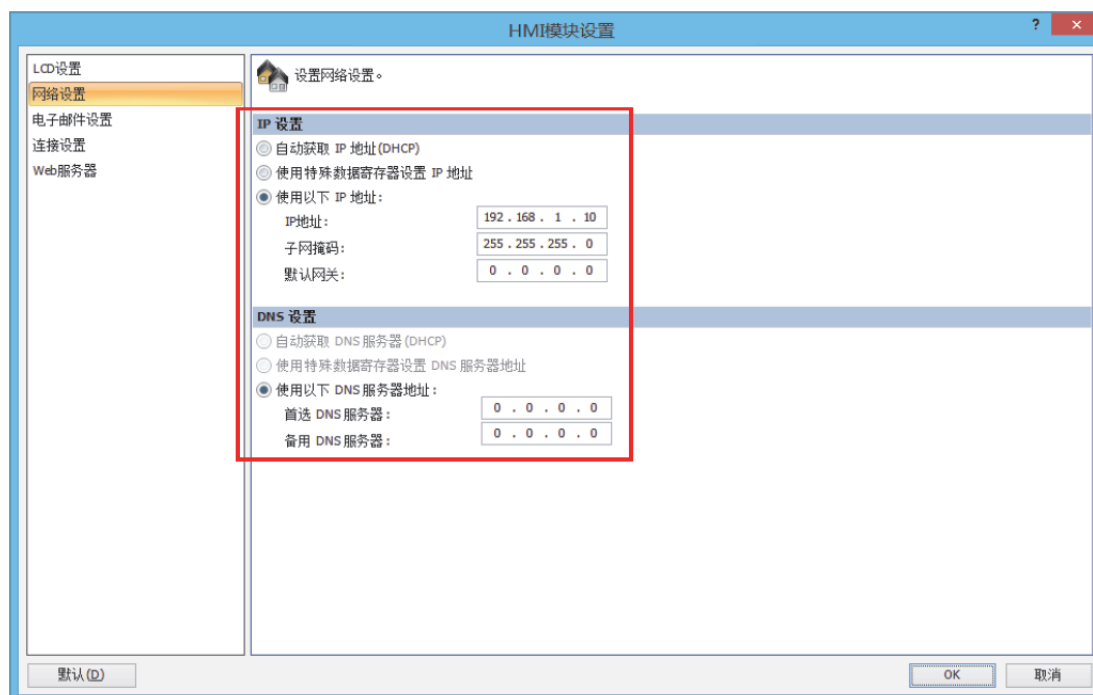 HMI模块设置
?
×
LCD设置
网络设置
电子邮件设置
连接设置
Web服务器
设置网络设置。
IP 设置
自动获取 IP 地址(DHCP)
使用特殊数据寄存器设置 IP 地址
使用以下 IP 地址:
IP地址: 192 . 168 . 1 . 10
子网掩码: 255 . 255 . 255 . 0
默认网关: 0 . 0 . 0 . 0
DNS 设置
自动获取 DNS 服务器(DHCP)
使用特殊数据寄存器设置 DNS 服务器地址
使用以下 DNS 服务器地址:
首选 DNS 服务器: 0 . 0 . 0 . 0
备用 DNS 服务器: 0 . 0 . 0 . 0
默认(D)
OK
取消